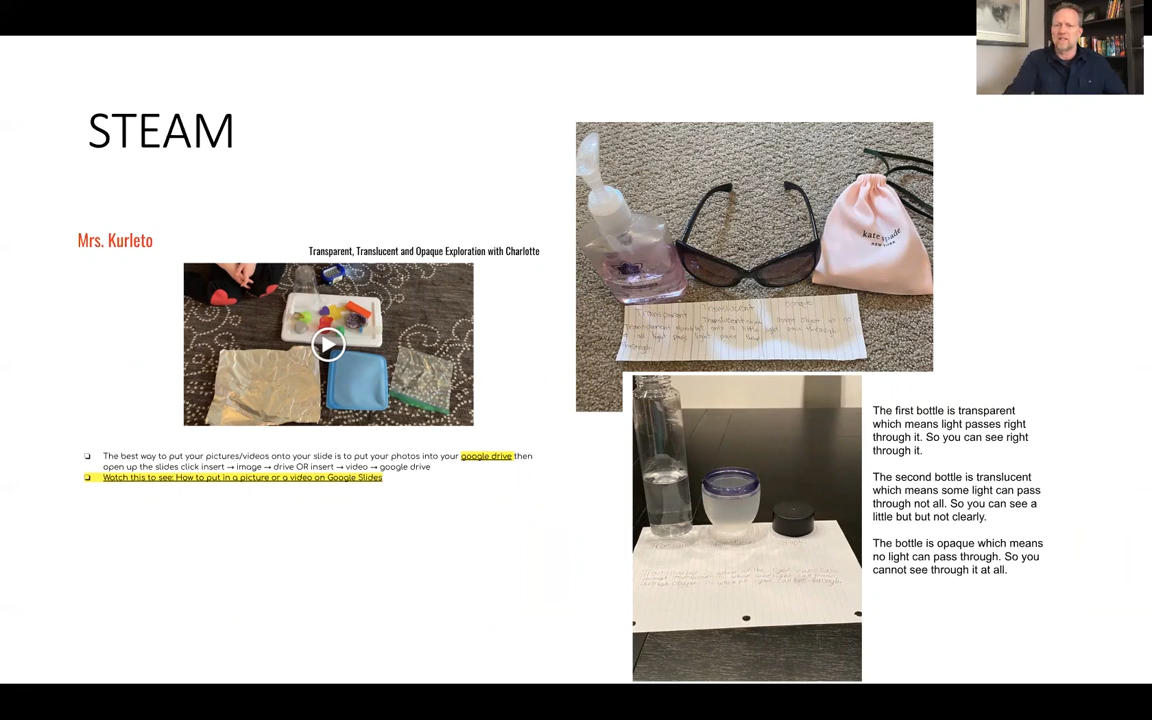 STEAM
Mrs. Kurleto
Transparent, Translucent and Opaque Exploration with Charlotte
The best way to put your pictures/videos onto your slide is to put your photos into your google drive then
open up the slides click insert → image → drive OR insert → video → google drive
Watch this to see: How to put in a picture or a video on Google Slides
kate spade
NEW YORK
Transparent Translucent Opaque
The first bottle is transparent
which means light passes right
through it. So you can see right
through it.
The second bottle is translucent
which means some light can pass
through not all. So you can see a
little but but not clearly.
The bottle is opaque which means
no light can pass through. So you
cannot see through it at all.